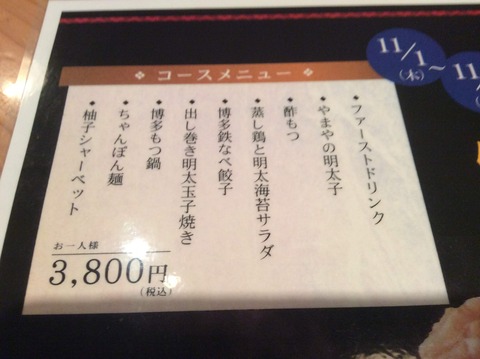 11/1
(木)
～
11
コースメニュー
ファーストドリンク
やまやの明太子
酢もつ
蒸し鶏と明太海苔サラダ
博多鉄なべ餃子
出し巻き明太玉子焼き
博多もつ鍋
ちゃんぽん麺
柚子シャーベット
お一人様
3,800円
(税込)